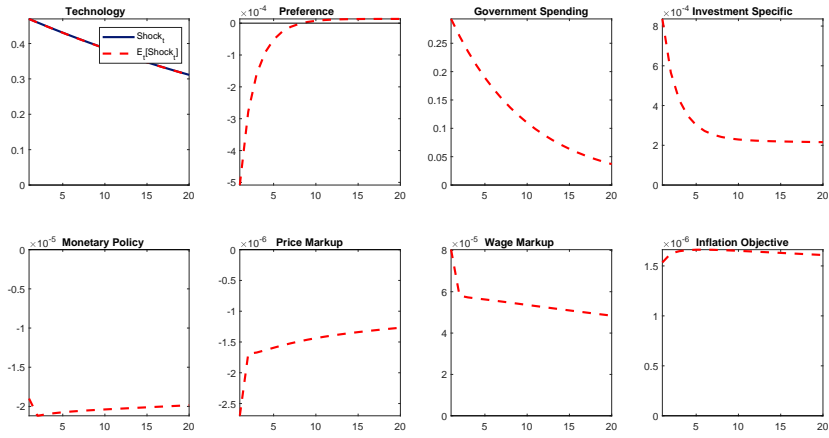 Technology
Shock_t
E_t[Shock_t]
0.4
0.3
0.2
0.1
0
5 10 15 20
×10^-4
Preference
0
-1
-2
-3
-4
-5
5 10 15 20
Government Spending
0.25
0.2
0.15
0.1
0.05
0
5 10 15 20
×10^-4
Investment Specific
8
6
4
2
0
5 10 15 20
×10^-5
Monetary Policy
0
-0.5
-1
-1.5
-2
5 10 15 20
×10^-6
Price Markup
0
-0.5
-1
-1.5
-2
-2.5
5 10 15 20
×10^-5
Wage Markup
8
6
4
2
0
5 10 15 20
×10^-6
Inflation Objective
1.5
1
0.5
0
5 10 15 20